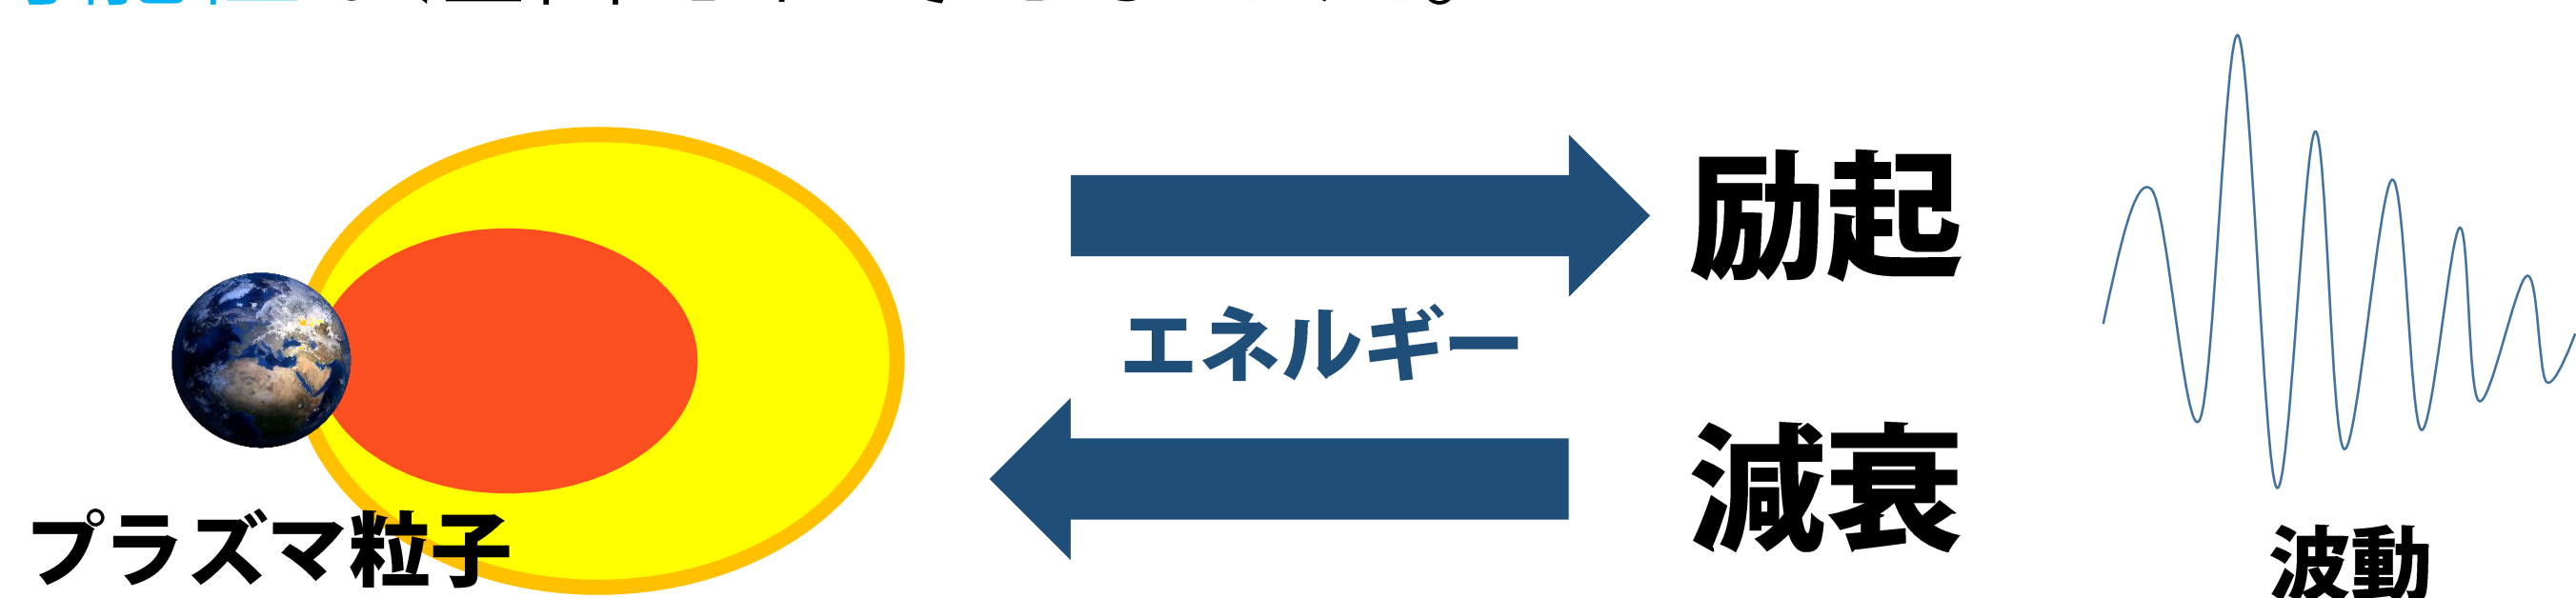 励起
エネルギー
減衰
プラズマ粒子
波動